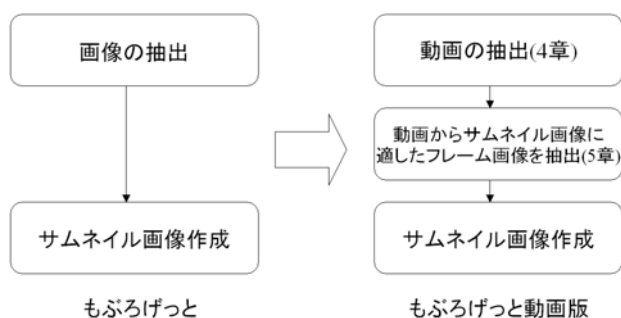 画像の抽出
サムネイル画像作成
もぶろげっと
動画の抽出(4章)
動画からサムネイル画像に
適したフレーム画像を抽出(5章)
サムネイル画像作成
もぶろげっと動画版